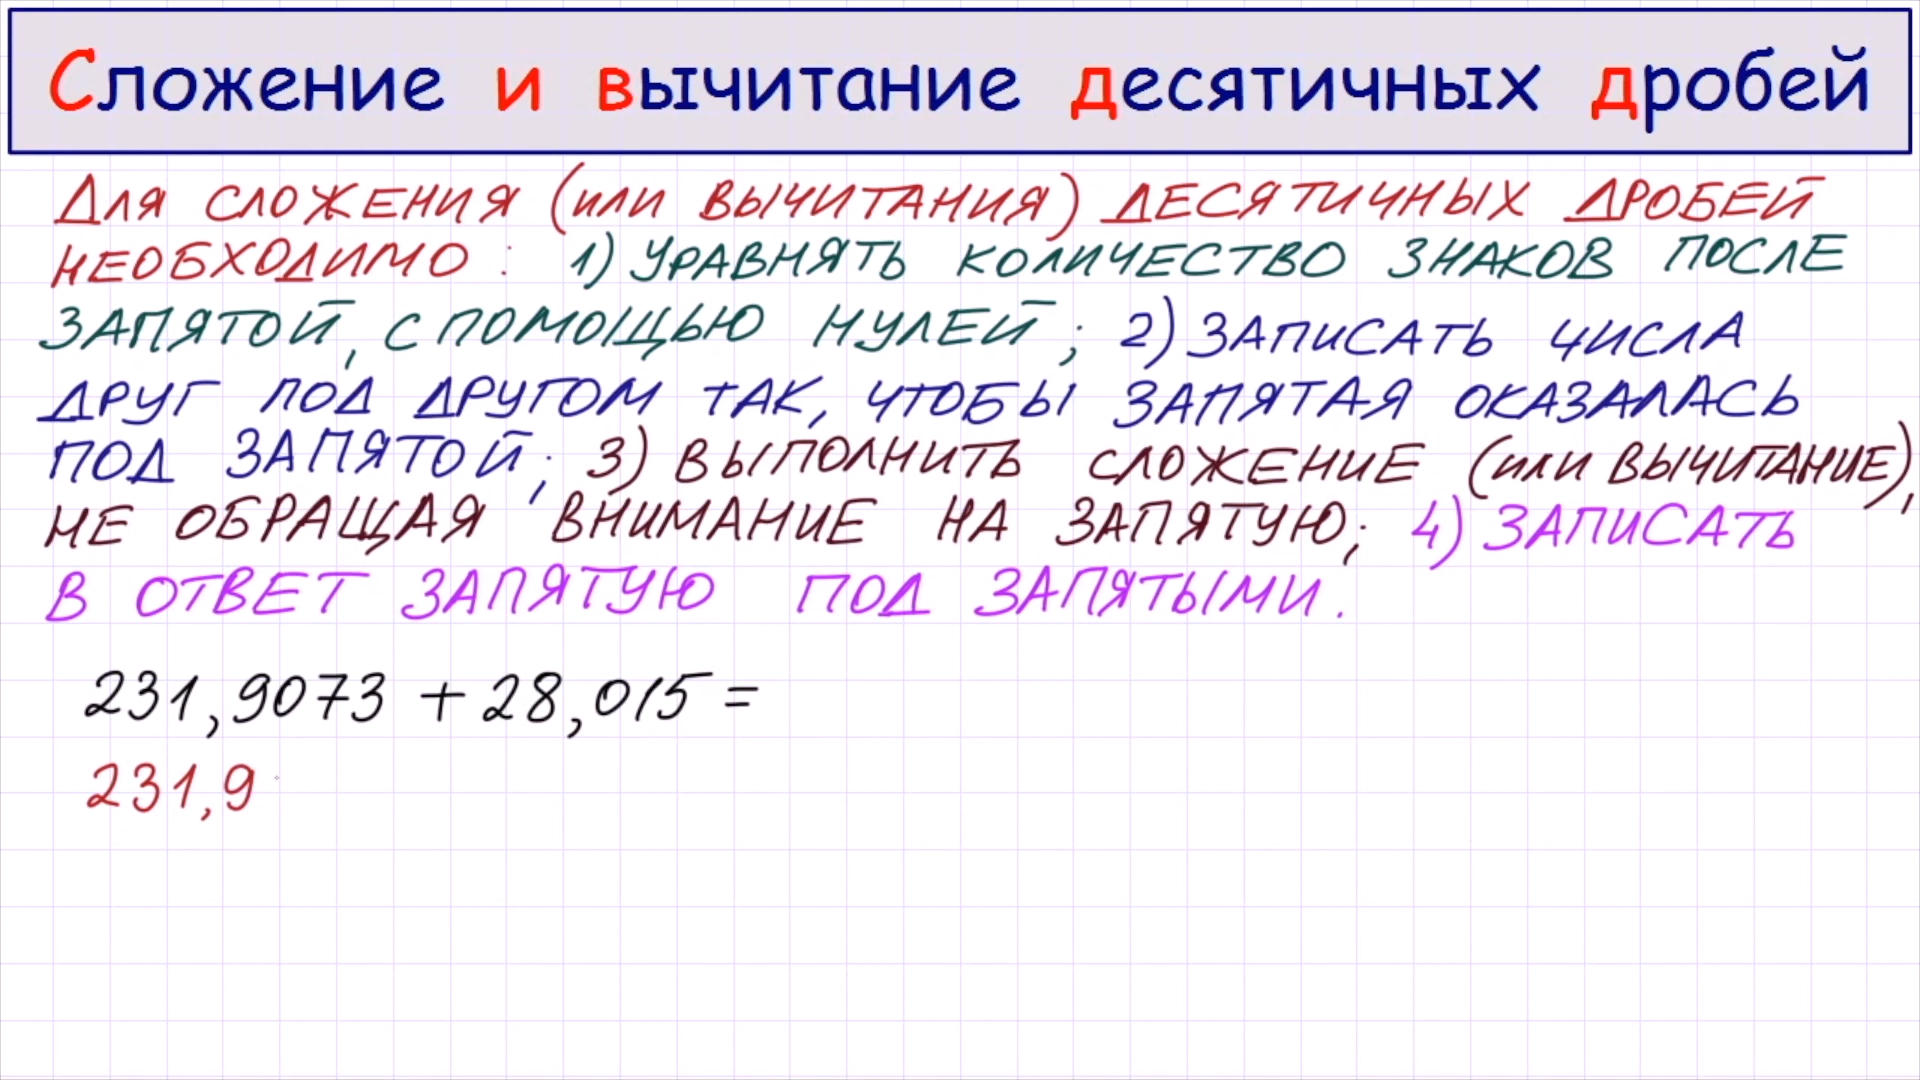 Сложение и вычитание десятичных дробей
Для сложения (или вычитания) десятичных дробей
необходимо: 1) уравнять количество знаков после
запятой, с помощью нулей; 2) записать числа
друг под другом так, чтобы запятая оказалась
под запятой; 3) выполнить сложение (или вычитание),
не обращая внимание на запятую; 4) записать
в ответ запятую под запятыми.
231,9073 + 28,015 =
231,9